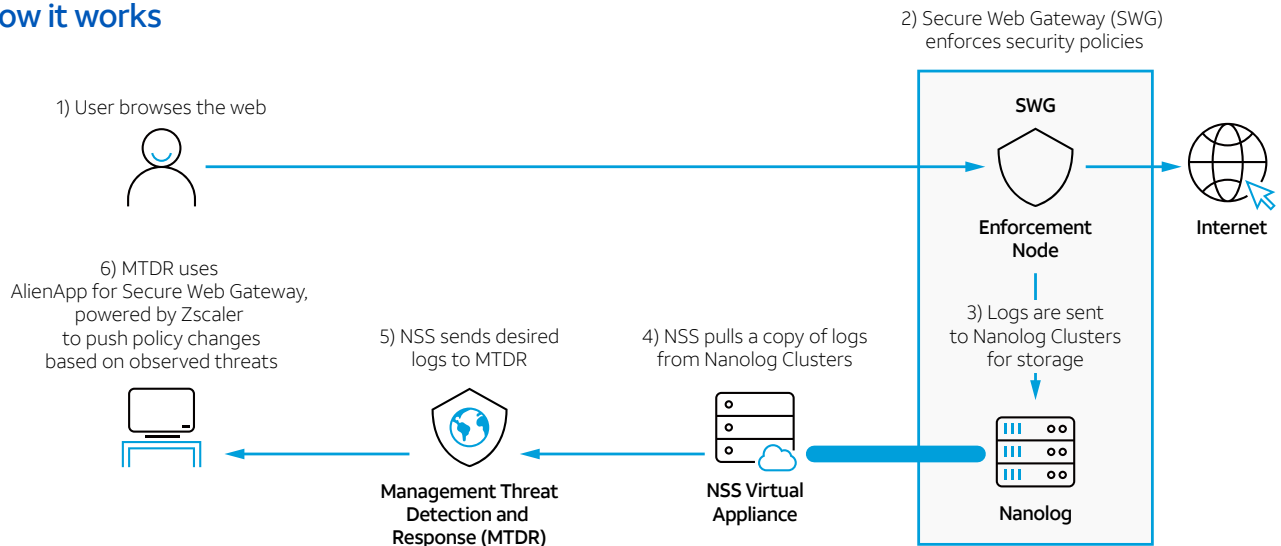 ow it works
2) Secure Web Gateway (SWG)
enforces security policies
1) User browses the web
SWG
Enforcement
Node
Internet
6) MTDR uses
AlienApp for Secure Web Gateway,
powered by Zscaler
to push policy changes
based on observed threats
5) NSS sends desired
logs to MTDR
4) NSS pulls a copy of logs
from Nanolog Clusters
3) Logs are sent
to Nanolog Clusters
for storage
Management Threat
Detection and
Response (MTDR)
NSS Virtual
Appliance
Nanolog